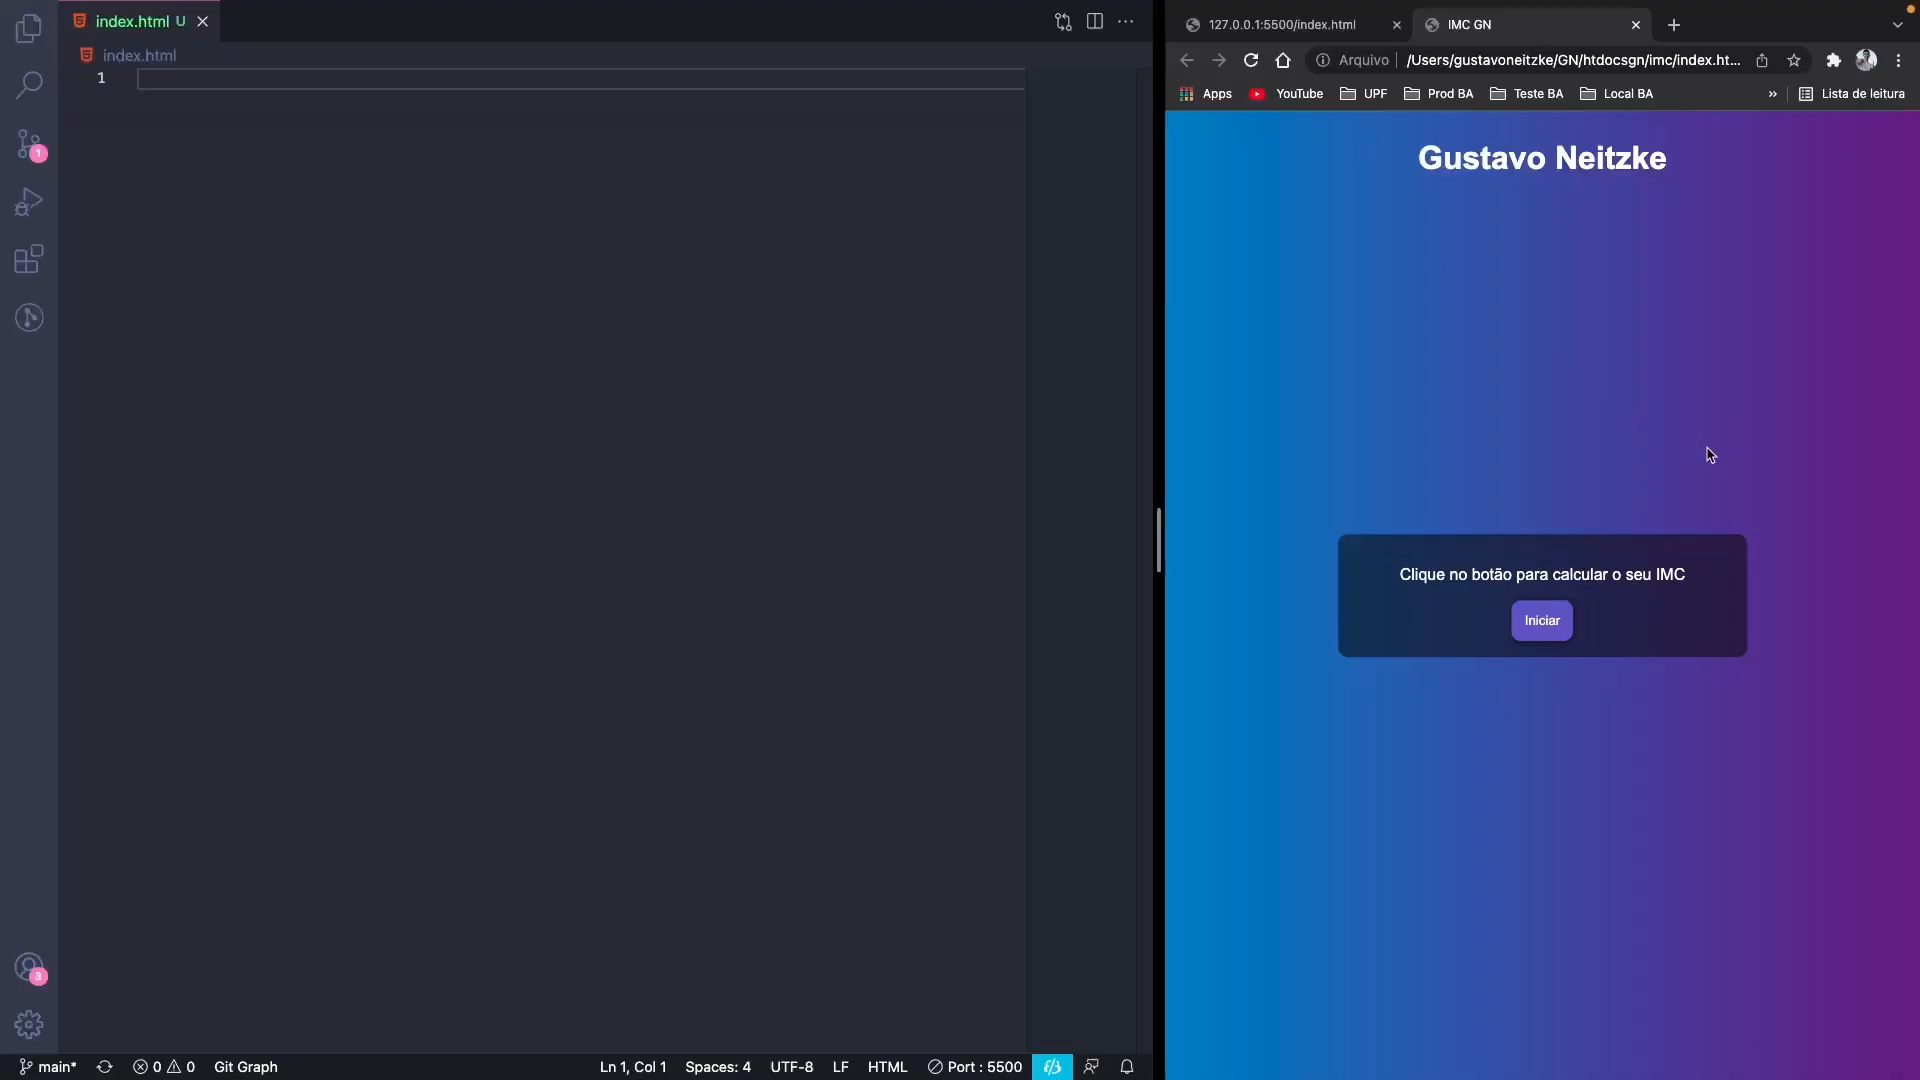 index.html U
index.html
1
1
3
main*
0 0
Git Graph
Ln 1, Col 1
Spaces: 4
UTF-8
LF
HTML
Port : 5500
127.0.0.1:5500/index.html
IMC GN
Arquivo
/Users/gustavoneitzke/GN/htdocsgn/imc/index.ht...
Apps
YouTube
UPF
Prod BA
Teste BA
Local BA
»
Lista de leitura
Gustavo Neitzke
Clique no botão para calcular o seu IMC
Iniciar